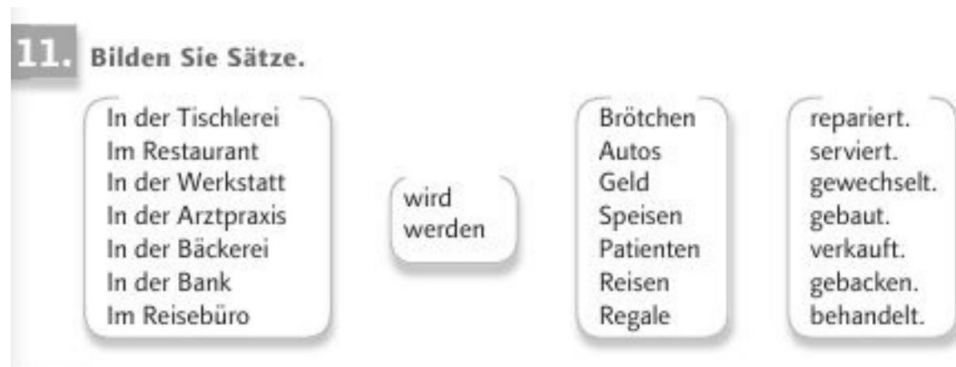 11. Bilden Sie Sätze.
In der Tischlerei
Im Restaurant
In der Werkstatt
In der Arztpraxis
In der Bäckerei
In der Bank
Im Reisebüro
wird
werden
Brötchen
Autos
Geld
Speisen
Patienten
Reisen
Regale
repariert.
serviert.
gewechselt.
gebaut.
verkauft.
gebacken.
behandelt.